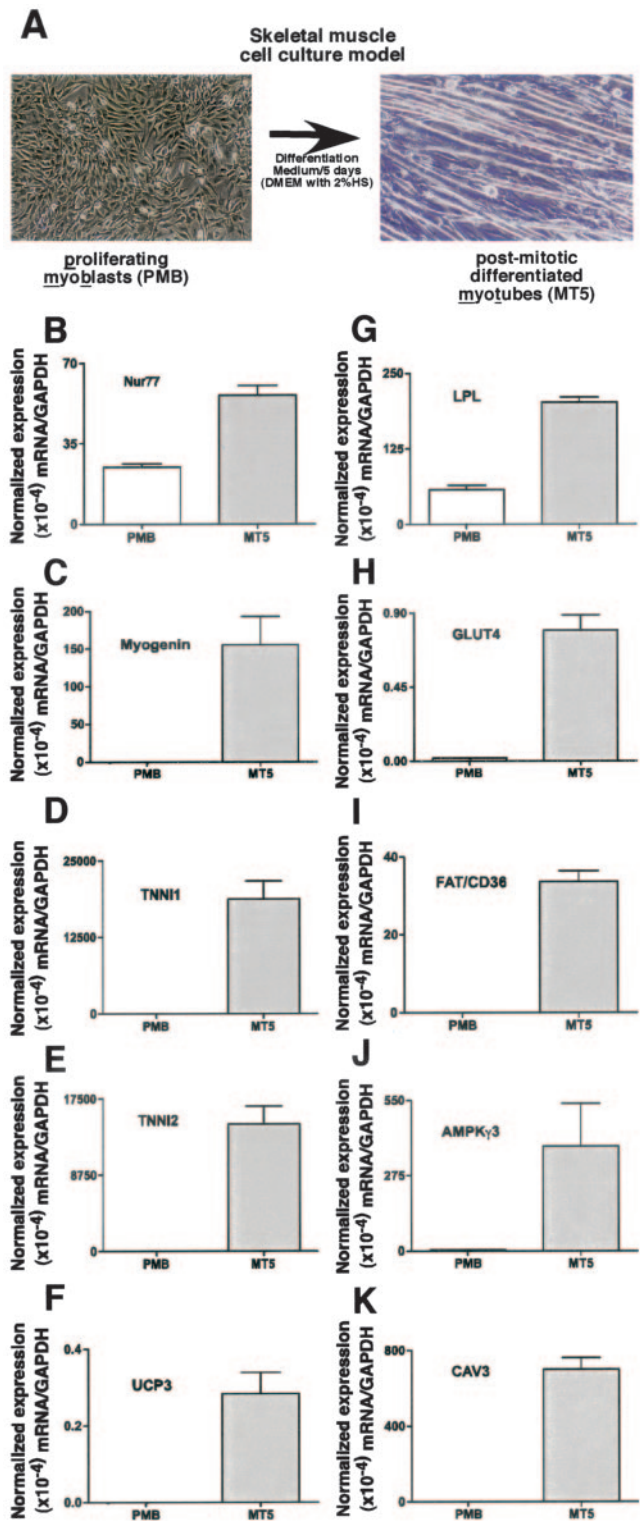 A
Skeletal muscle
cell culture model
Differentiation
Medium/5 days
(DMEM with 2%HS)
proliferating
myoblasts (PMB)
post-mitotic
differentiated
myotubes (MT5)
B
Normalized expression
(x10-4) mRNA/GAPDH
70
35
0
Nur77
PMB
MT5
G
Normalized expression
(x10-4) mRNA/GAPDH
250
125
0
LPL
PMB
MT5
C
Normalized expression
(x10-4) mRNA/GAPDH
200
150
100
50
0
Myogenin
PMB
MT5
H
Normalized expression
(x10-4) mRNA/GAPDH
0.90
0.45
0.00
GLUT4
PMB
MT5
D
Normalized expression
(x10-4) mRNA/GAPDH
25000
12500
0
TNNI1
PMB
MT5
I
Normalized expression
(x10-4) mRNA/GAPDH
40
20
0
FAT/CD36
PMB
MT5
E
Normalized expression
(x10-4) mRNA/GAPDH
17500
8750
0
TNNI2
PMB
MT5
J
Normalized expression
(x10-4) mRNA/GAPDH
550
275
0
AMPKγ3
PMB
MT5
F
Normalized expression
(x10-4) mRNA/GAPDH
0.4
0.2
0.0
UCP3
PMB
MT5
K
Normalized expression
(x10-4) mRNA/GAPDH
800
400
0
CAV3
PMB
MT5